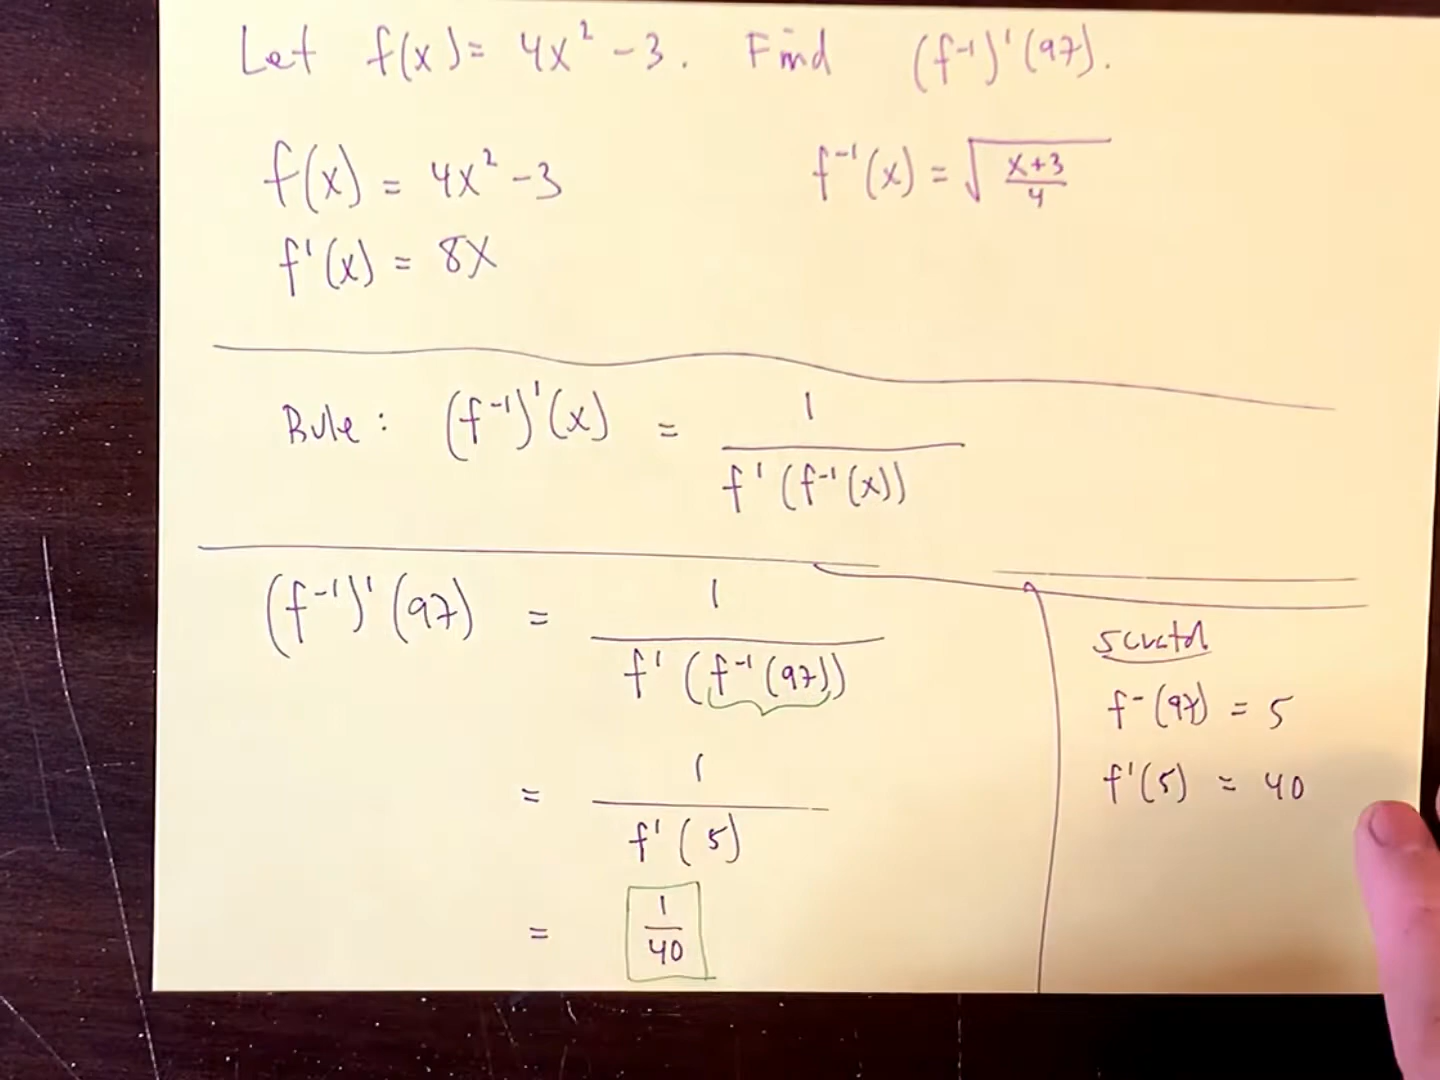 Let f(x) = 4x² - 3. Find (f⁻¹)'(97).
f(x) = 4x² - 3
f⁻¹(x) = √((x+3)/4)
f'(x) = 8x
Rule: (f⁻¹)'(x) = 1/(f'(f⁻¹(x)))
(f⁻¹)'(97) = 1/(f'(f⁻¹(97)))
= 1/(f'(5))
= 1/40
scratch
f⁻(97) = 5
f'(5) = 40